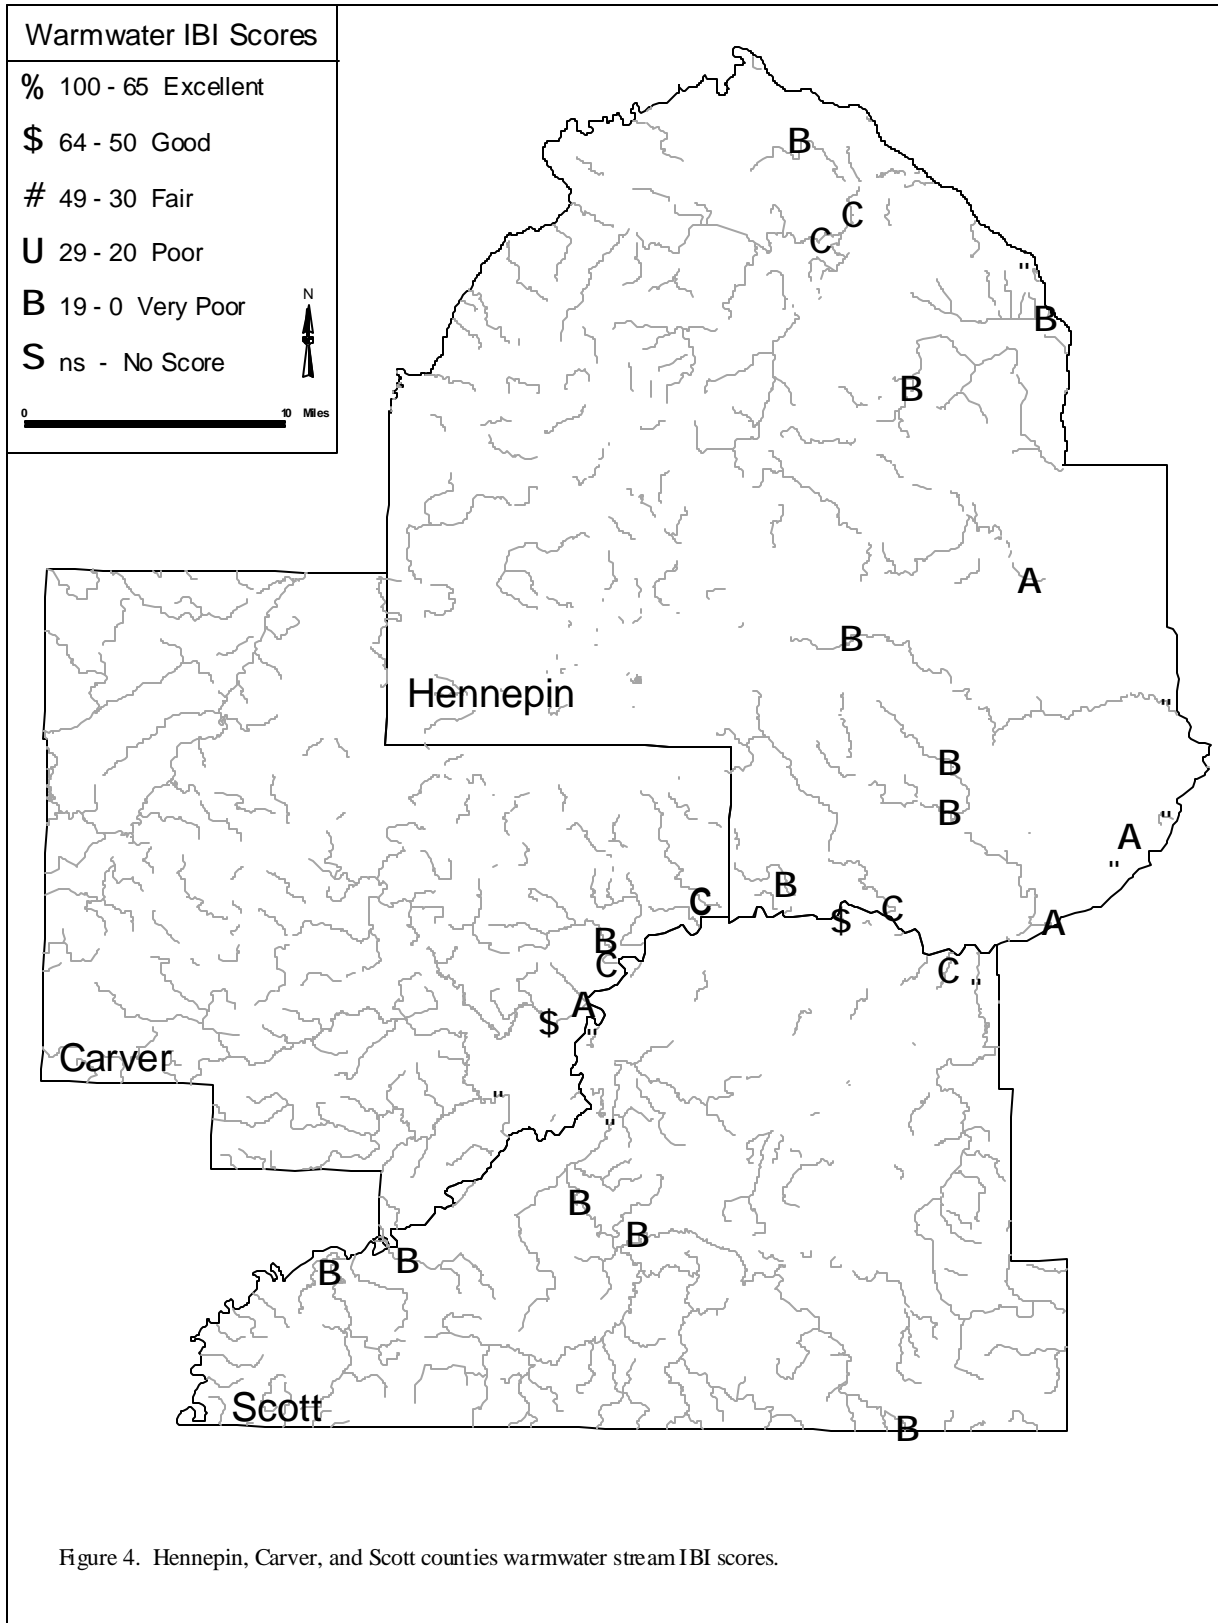 Warmwater IBI Scores
% 100 - 65 Excellent
$ 64 - 50 Good
# 49 - 30 Fair
U 29 - 20 Poor
B 19 - 0 Very Poor
S ns - No Score
N
0 10 Miles
B
C
C
"
B
B
A
B
Hennepin
"
B
B
"
A
"
B
C
$
C
A
B
C
C
"
A
$
"
Carver
"
"
B
B
B
B
Scott
B
Figure 4. Hennepin, Carver, and Scott counties warmwater stream IBI scores.